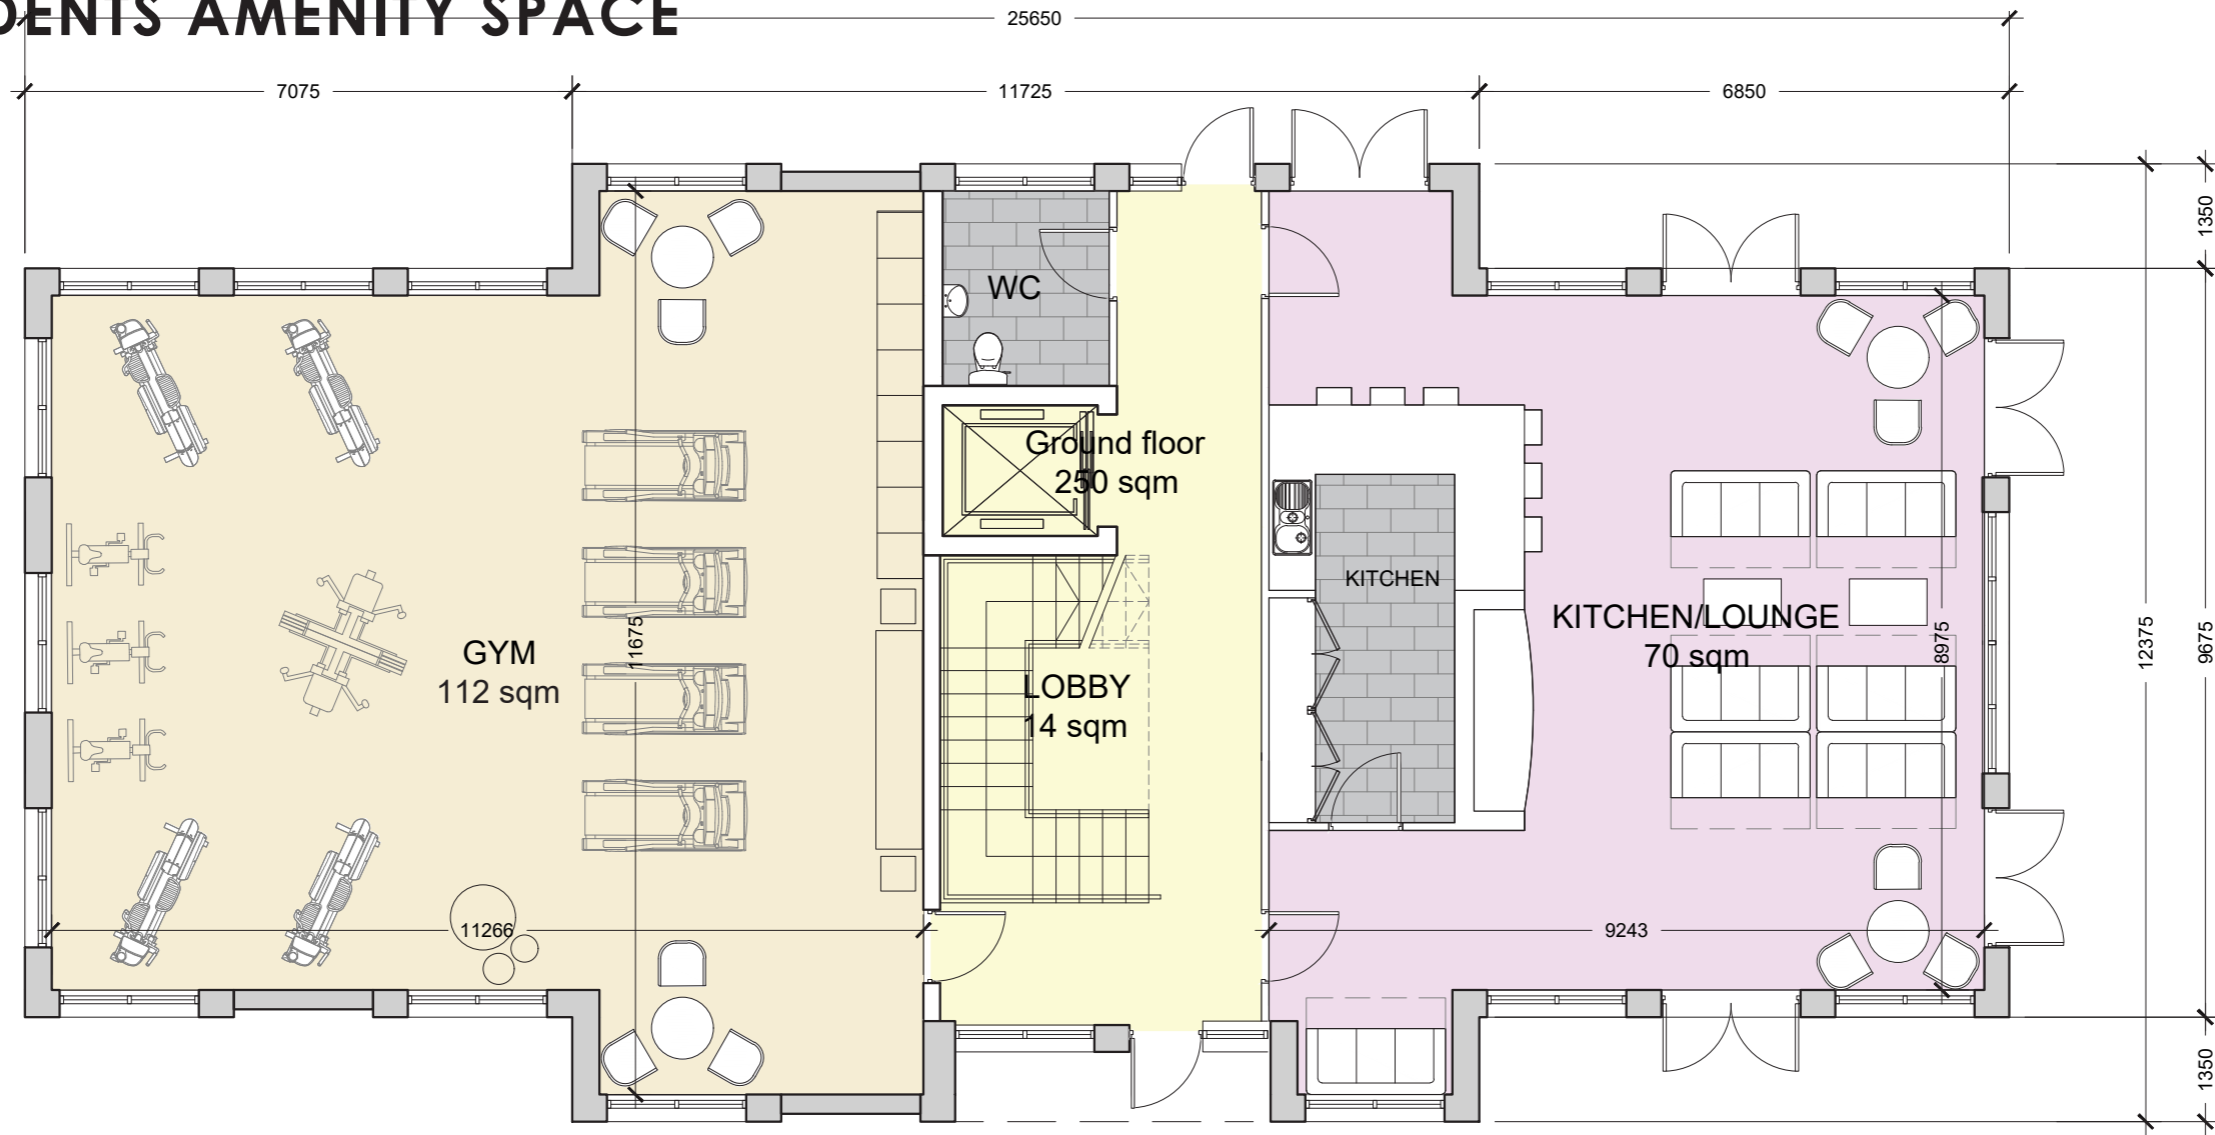 DENTS AMENITY SPACE
25650
7075
11725
6850
1350
WC
Ground floor
250 sqm
KITCHEN
KITCHEN/LOUNGE
70 sqm
GYM
112 sqm
11675
LOBBY
14 sqm
8975
12375
9675
11266
9243
1350